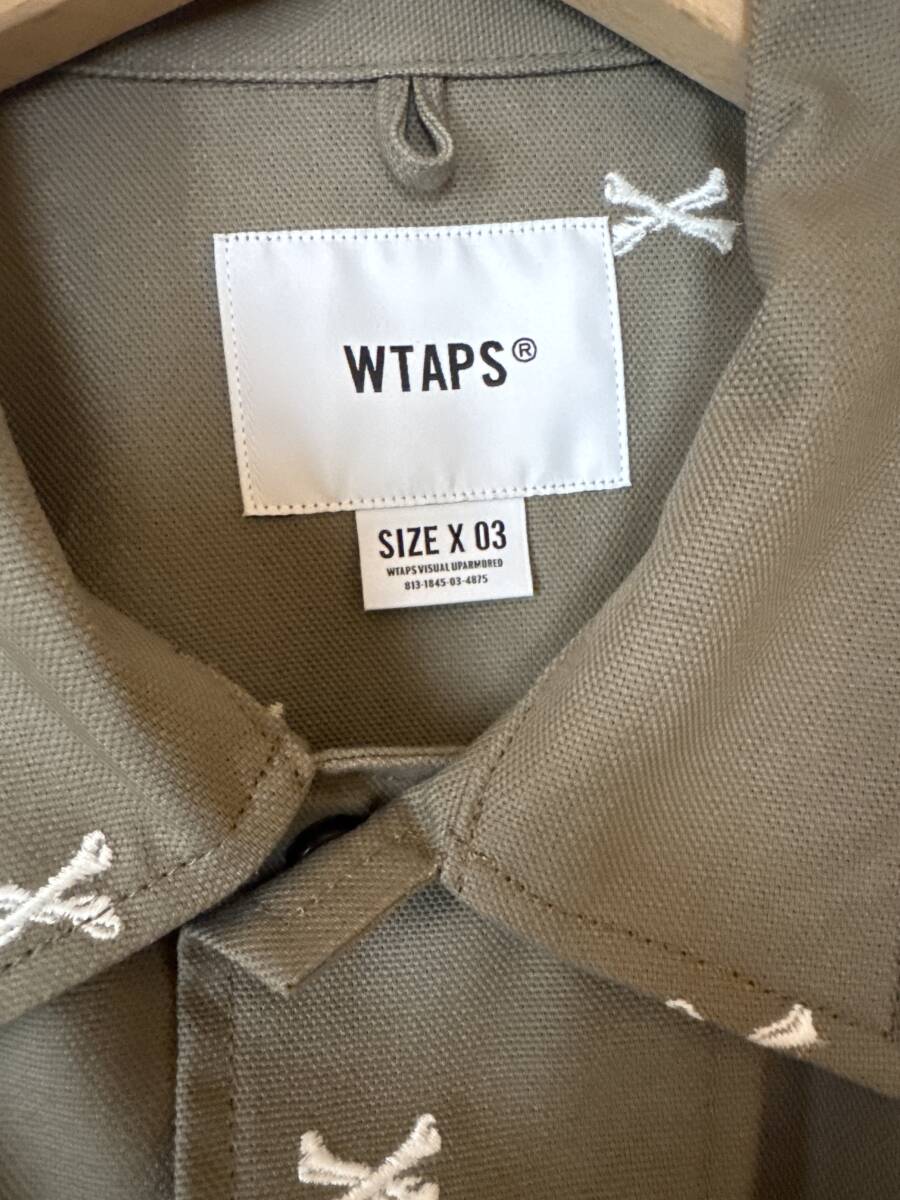 WTAPS®
SIZE X 03
WTAPS VISUAL UPARMORED
813-1845-03-4875